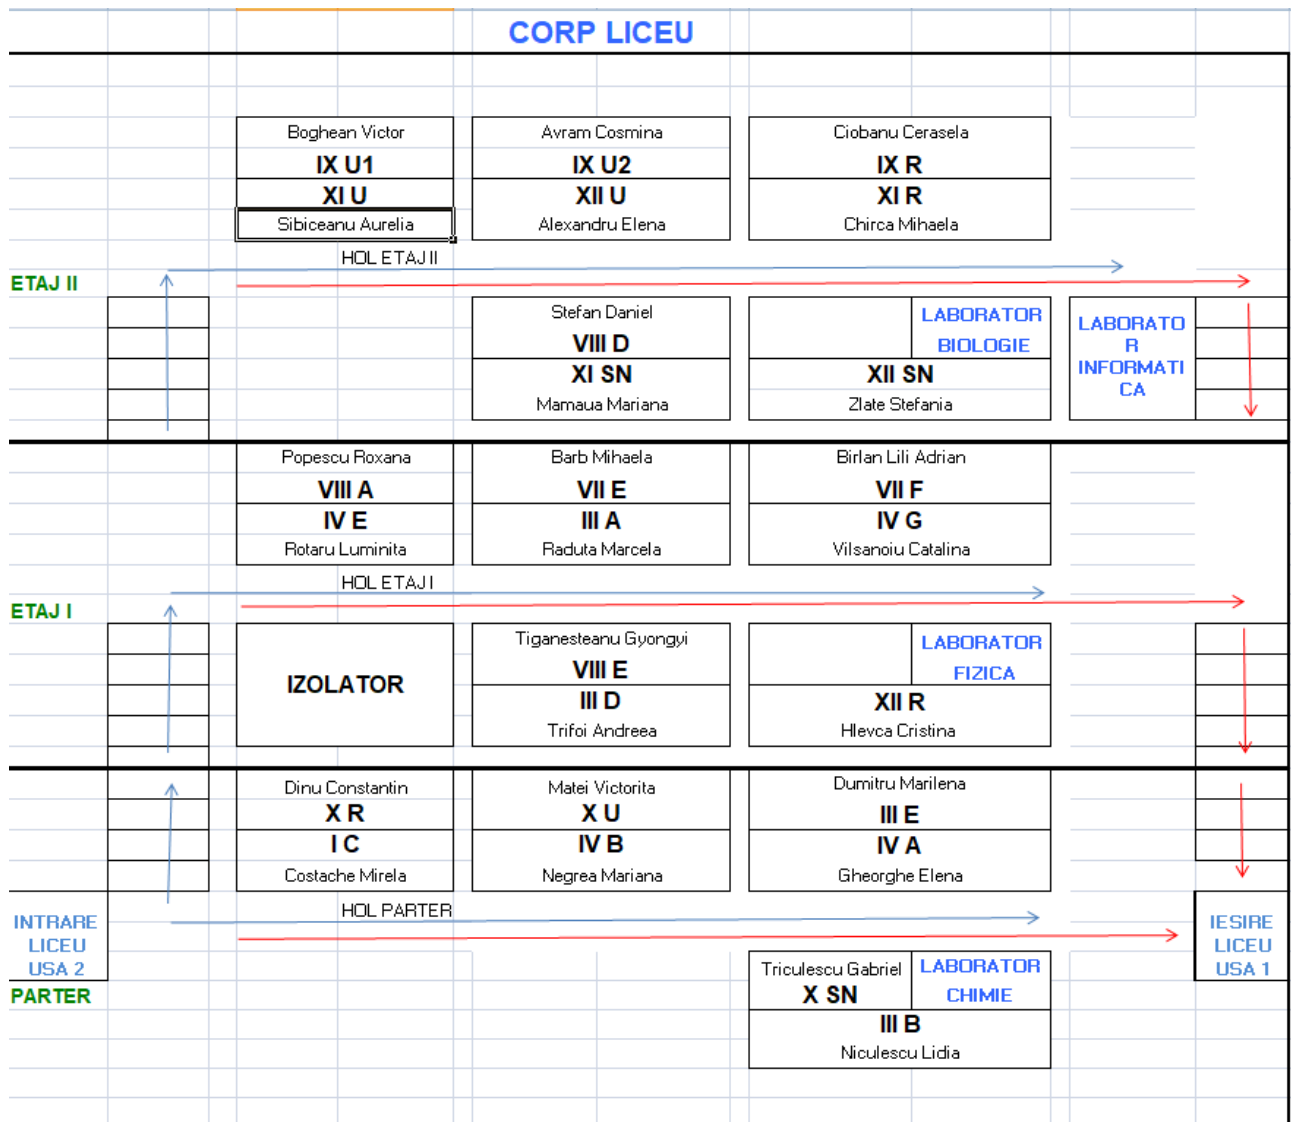 CORP LICEU
Boghean Victor
IX U1
XI U
Sibiceanu Aurelia
Avram Cosmina
IX U2
XII U
Alexandru Elena
Ciobanu Cerasela
IX R
XI R
Chirca Mihaela
HOL ETAJ II
ETAJ II
Stefan Daniel
VIII D
XI SN
Mamaua Mariana
LABORATOR
BIOLOGIE
XII SN
Zlate Stefania
LABORATO
R
INFORMATI
CA
Popescu Roxana
VIII A
IV E
Rotaru Luminita
Barb Mihaela
VII E
III A
Raduta Marcela
Birlan Lili Adrian
VII F
IV G
Vilsanoiu Catalina
HOL ETAJ I
ETAJ I
IZOLATOR
Tiganesteanu Gyongyi
VIII E
III D
Trifoi Andreea
LABORATOR
FIZICA
XII R
Hlevca Cristina
Dinu Constantin
X R
I C
Costache Mirela
Matei Victorita
X U
IV B
Negrea Mariana
Dumitru Marilena
III E
IV A
Gheorghe Elena
HOL PARTER
INTRARE
LICEU
USA 2
IESIRE
LICEU
USA 1
PARTER
Triculescu Gabriel
X SN
LABORATOR
CHIMIE
III B
Niculescu Lidia